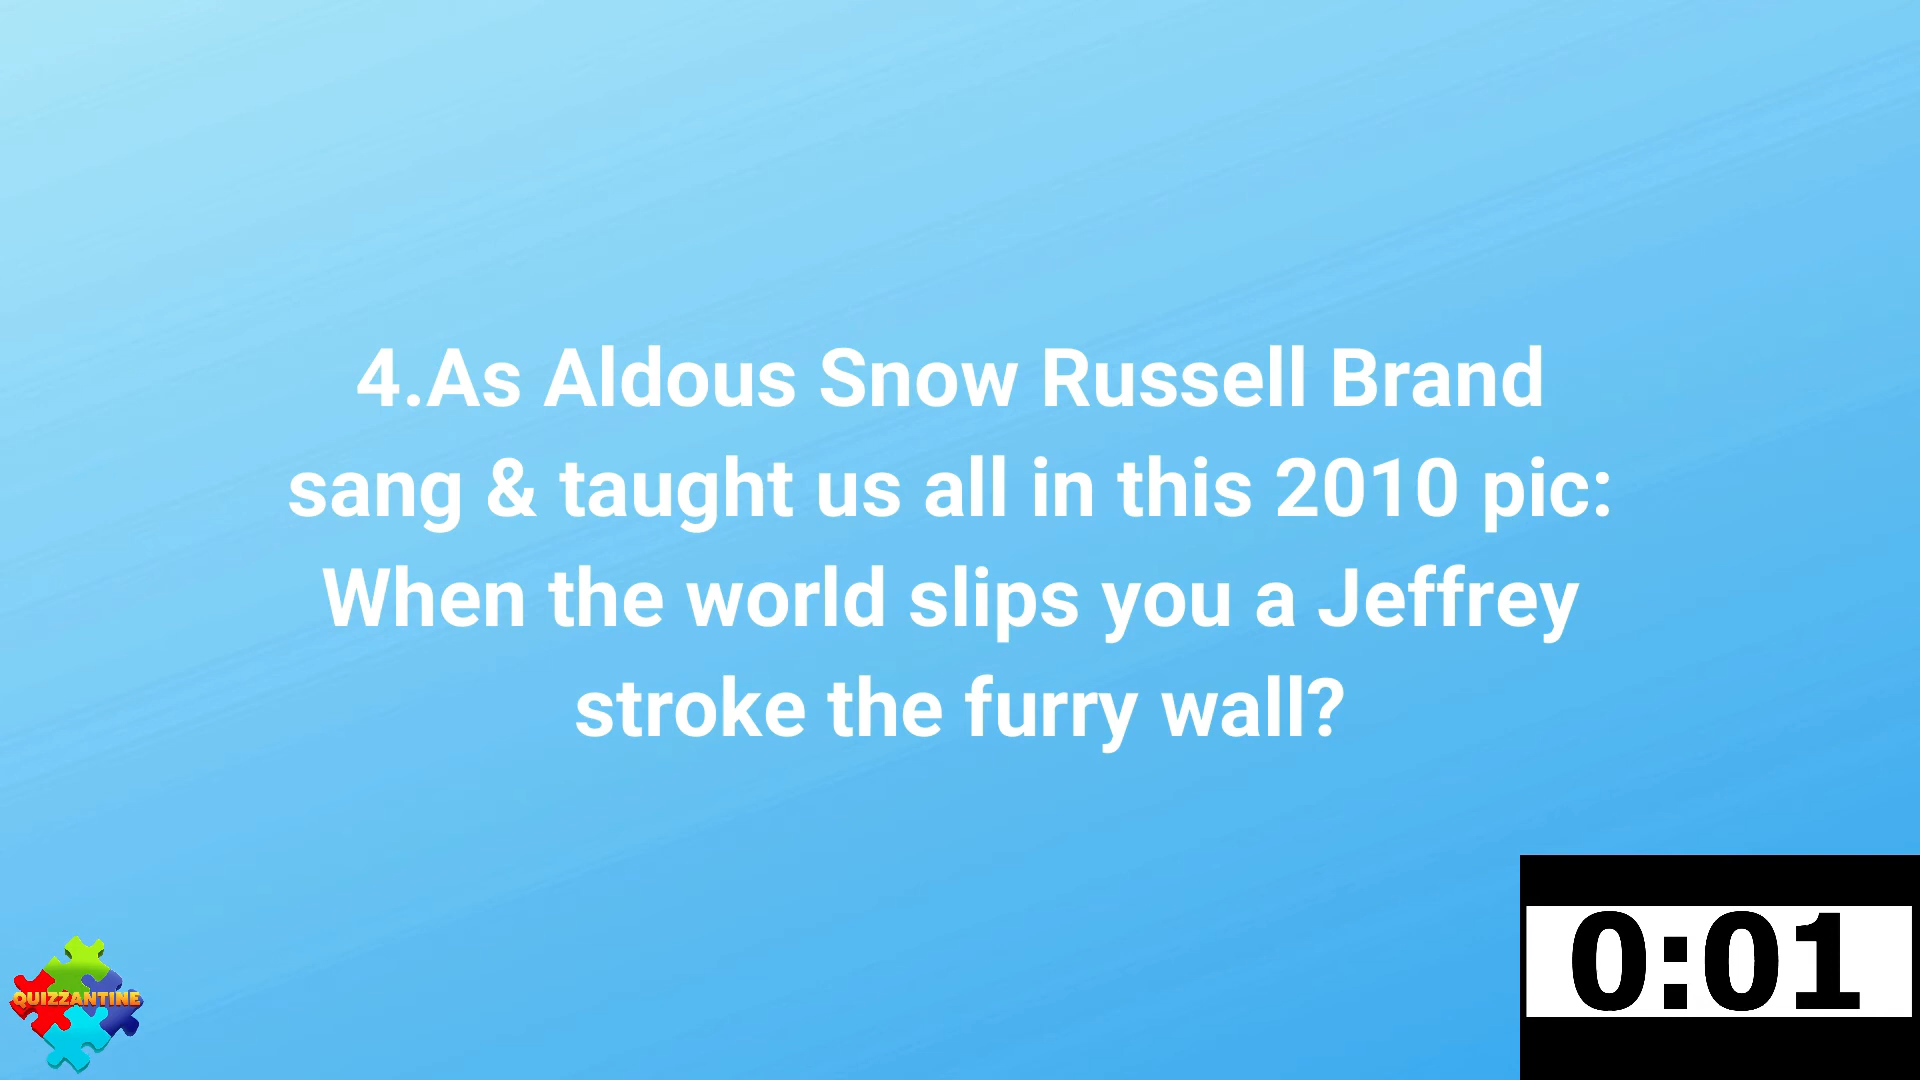 4.As Aldous Snow Russell Brand
sang & taught us all in this 2010 pic:
When the world slips you a Jeffrey
stroke the furry wall?
QUIZZANTINE
0:01